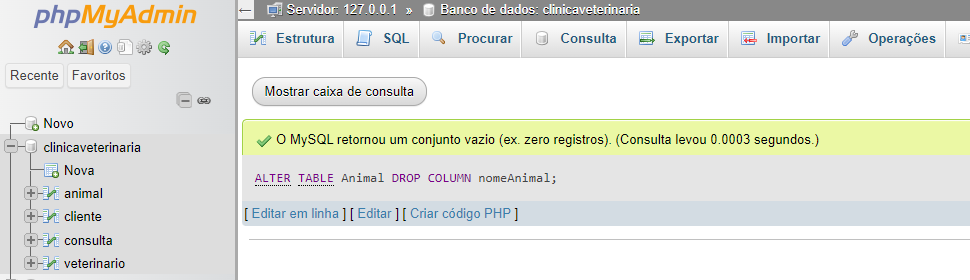 phpMyAdmin
Recente Favoritos
Novo
clinicaveterinaria
Nova
animal
cliente
consulta
veterinario
Servidor: 127.0.0.1 » Banco de dados: clinicaveterinaria
Estrutura SQL Procurar Consulta Exportar Importar Operações
Mostrar caixa de consulta
O MySQL retornou um conjunto vazio (ex. zero registros). (Consulta levou 0.0003 segundos.)
ALTER TABLE Animal DROP COLUMN nomeAnimal;
[ Editar em linha ] [ Editar ] [ Criar código PHP ]